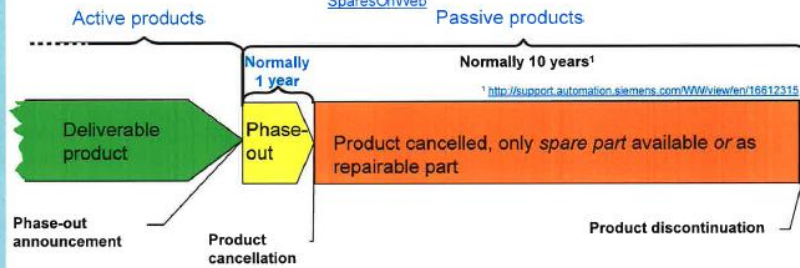 SparesOnWeb
Active products
Passive products
Normally
1 year
Normally 10 years¹
¹ http://support.automation.siemens.com/WW/view/en/16612315
Deliverable
product
Phase-
out
Product cancelled, only spare part available or as
repairable part
Phase-out
announcement
Product
cancellation
Product discontinuation